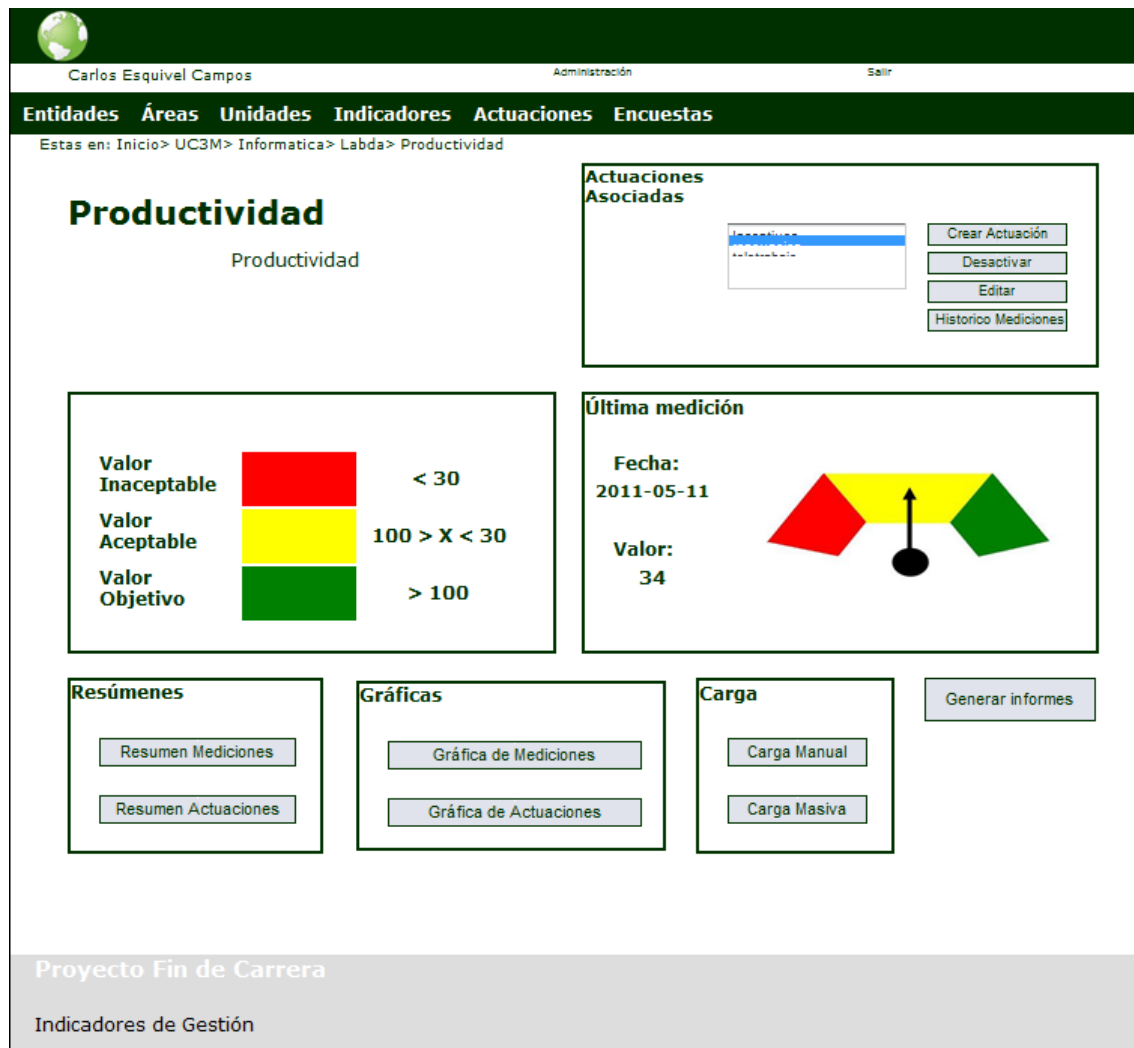 Carlos Esquivel Campos
Administración
Salir
Entidades Áreas Unidades Indicadores Actuaciones Encuestas
Estas en: Inicio> UC3M> Informatica> Labda> Productividad
Productividad
Productividad
Actuaciones
Asociadas
Crear Actuación
Desactivar
Editar
Historico Mediciones
Valor
Inaceptable
< 30
Valor
Aceptable
100 > X < 30
Valor
Objetivo
> 100
Última medición
Fecha:
2011-05-11
Valor:
34
Resúmenes
Resumen Mediciones
Resumen Actuaciones
Gráficas
Gráfica de Mediciones
Gráfica de Actuaciones
Carga
Carga Manual
Carga Masiva
Generar informes
Proyecto Fin de Carrera
Indicadores de Gestión